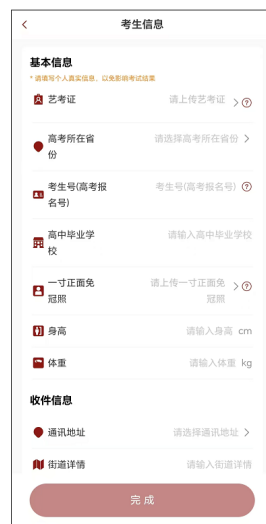 考生信息
基本信息
* 请填写个人真实信息，以免影响考试结果
艺考证 请上传艺考证
高考所在省份 请选择高考所在省份
考生号(高考报名号) 考生号(高考报名号)
高中毕业学校 请输入高中毕业学校
一寸正面免冠照 请上传一寸正面免冠照
身高 请输入身高 cm
体重 请输入体重 kg
收件信息
通讯地址 请选择通讯地址
街道详情 请输入街道详情
完成